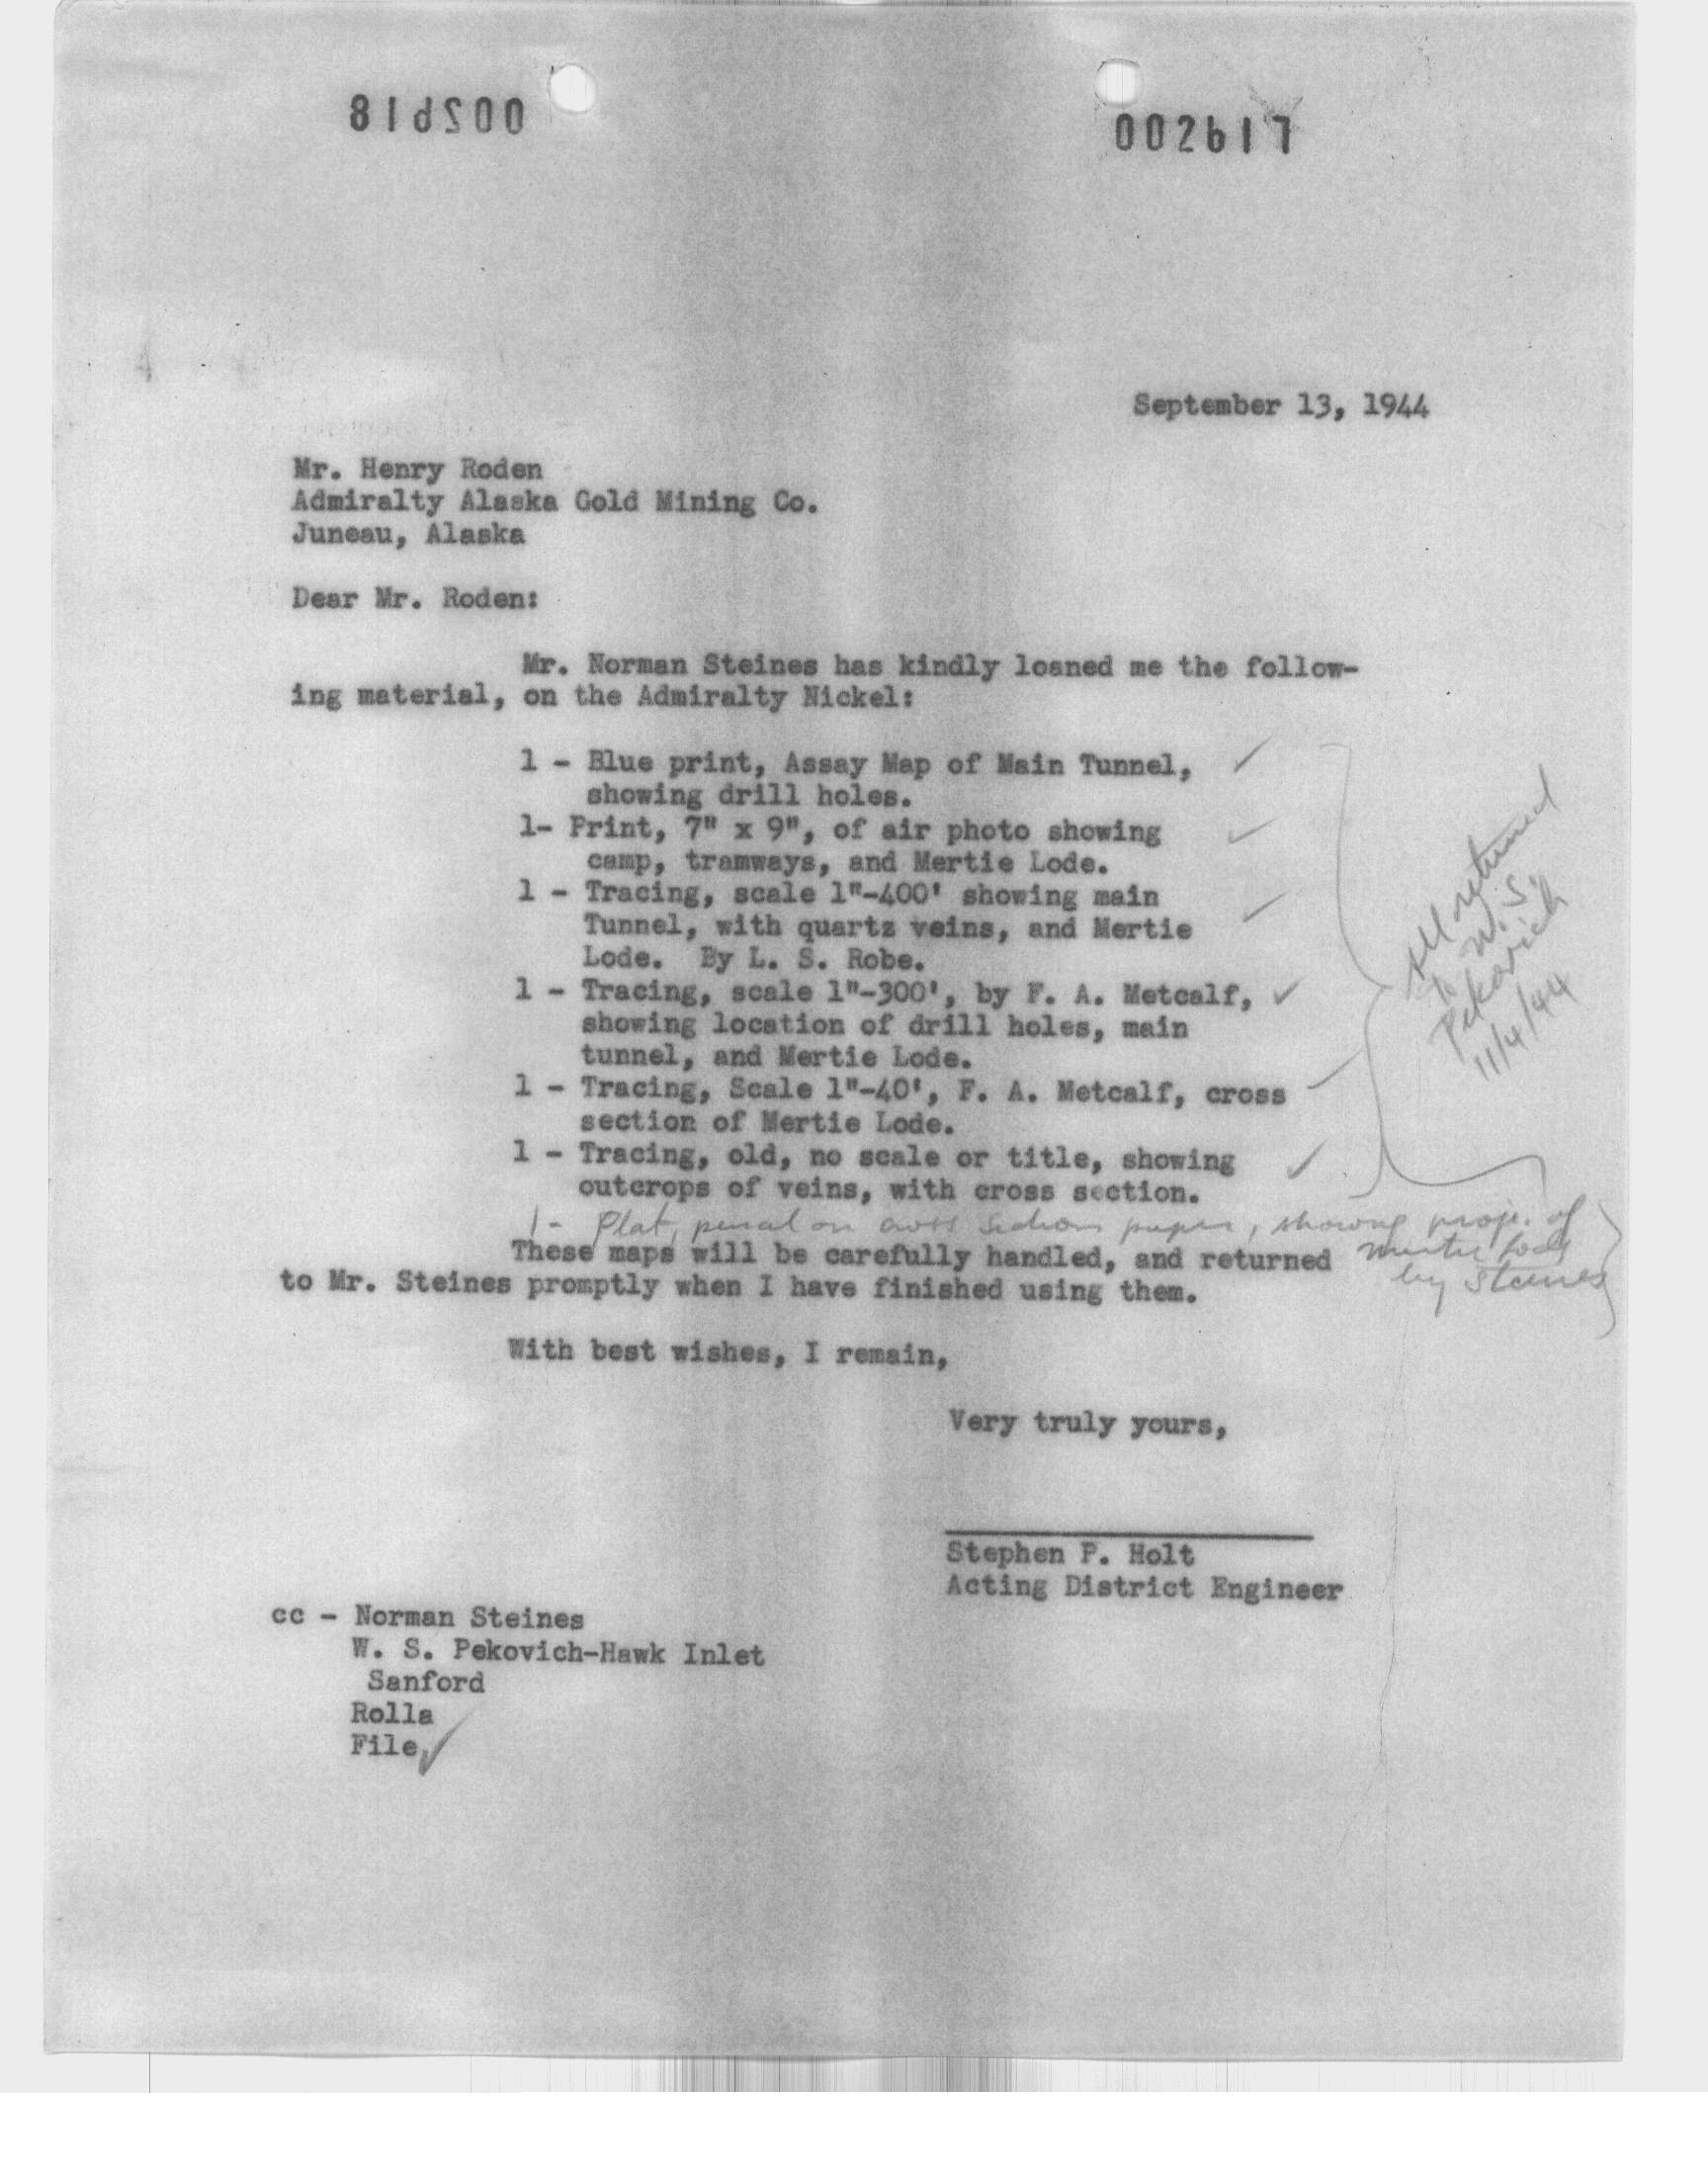 002617
September 13, 1944
Mr. Henry Roden
Admiralty Alaska Gold Mining Co.
Juneau, Alaska
Dear Mr. Roden:
Mr. Norman Steines has kindly loaned me the follow-
ing material, on the Admiralty Nickel:
1 - Blue print, Assay Map of Main Tunnel,
showing drill holes.
1- Print, 7" x 9", of air photo showing
camp, tramways, and Mertie Lode.
1 - Tracing, scale 1"-400' showing main
Tunnel, with quartz veins, and Mertie
Lode. By L. S. Robe.
1 - Tracing, scale 1"-300', by F. A. Metcalf,
showing location of drill holes, main
tunnel, and Mertie Lode.
1 - Tracing, Scale 1"-40', F. A. Metcalf, cross
section of Mertie Lode.
1 - Tracing, old, no scale or title, showing
outcrops of veins, with cross section.
1 - Plat, pencil on cross section paper, showing proj. of
Mertie Lode
by Steines
All returned
to W. S.
Pekovich
11/4/44
These maps will be carefully handled, and returned
to Mr. Steines promptly when I have finished using them.
With best wishes, I remain,
Very truly yours,
Stephen P. Holt
Acting District Engineer
cc - Norman Steines
W. S. Pekovich-Hawk Inlet
Sanford
Rolla
File